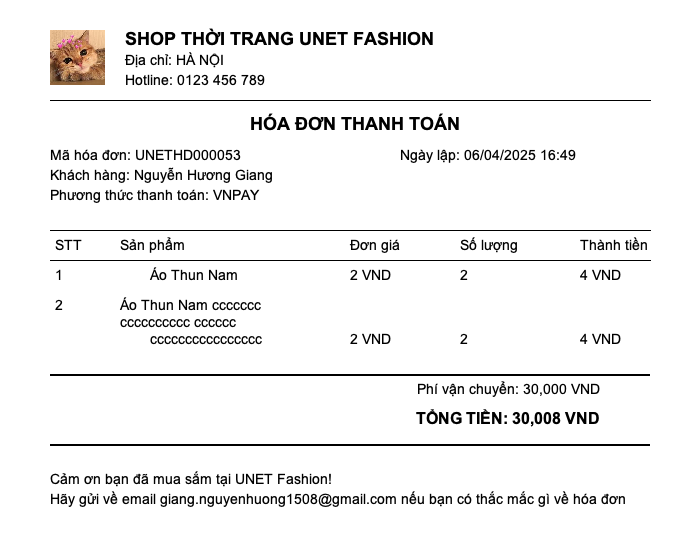 SHOP THỜI TRANG UNET FASHION
Địa chỉ: HÀ NỘI
Hotline: 0123 456 789
HÓA ĐƠN THANH TOÁN
Mã hóa đơn: UNETHD000053 Ngày lập: 06/04/2025 16:49
Khách hàng: Nguyễn Hương Giang
Phương thức thanh toán: VNPAY
STT Sản phẩm Đơn giá Số lượng Thành tiền
1 Áo Thun Nam 2 VND 2 4 VND
2 Áo Thun Nam ccccccc
cccccccccc cccccc
cccccccccccccccc 2 VND 2 4 VND
Phí vận chuyển: 30,000 VND
TỔNG TIỀN: 30,008 VND
Cảm ơn bạn đã mua sắm tại UNET Fashion!
Hãy gửi về email giang.nguyenhuong1508@gmail.com nếu bạn có thắc mắc gì về hóa đơn